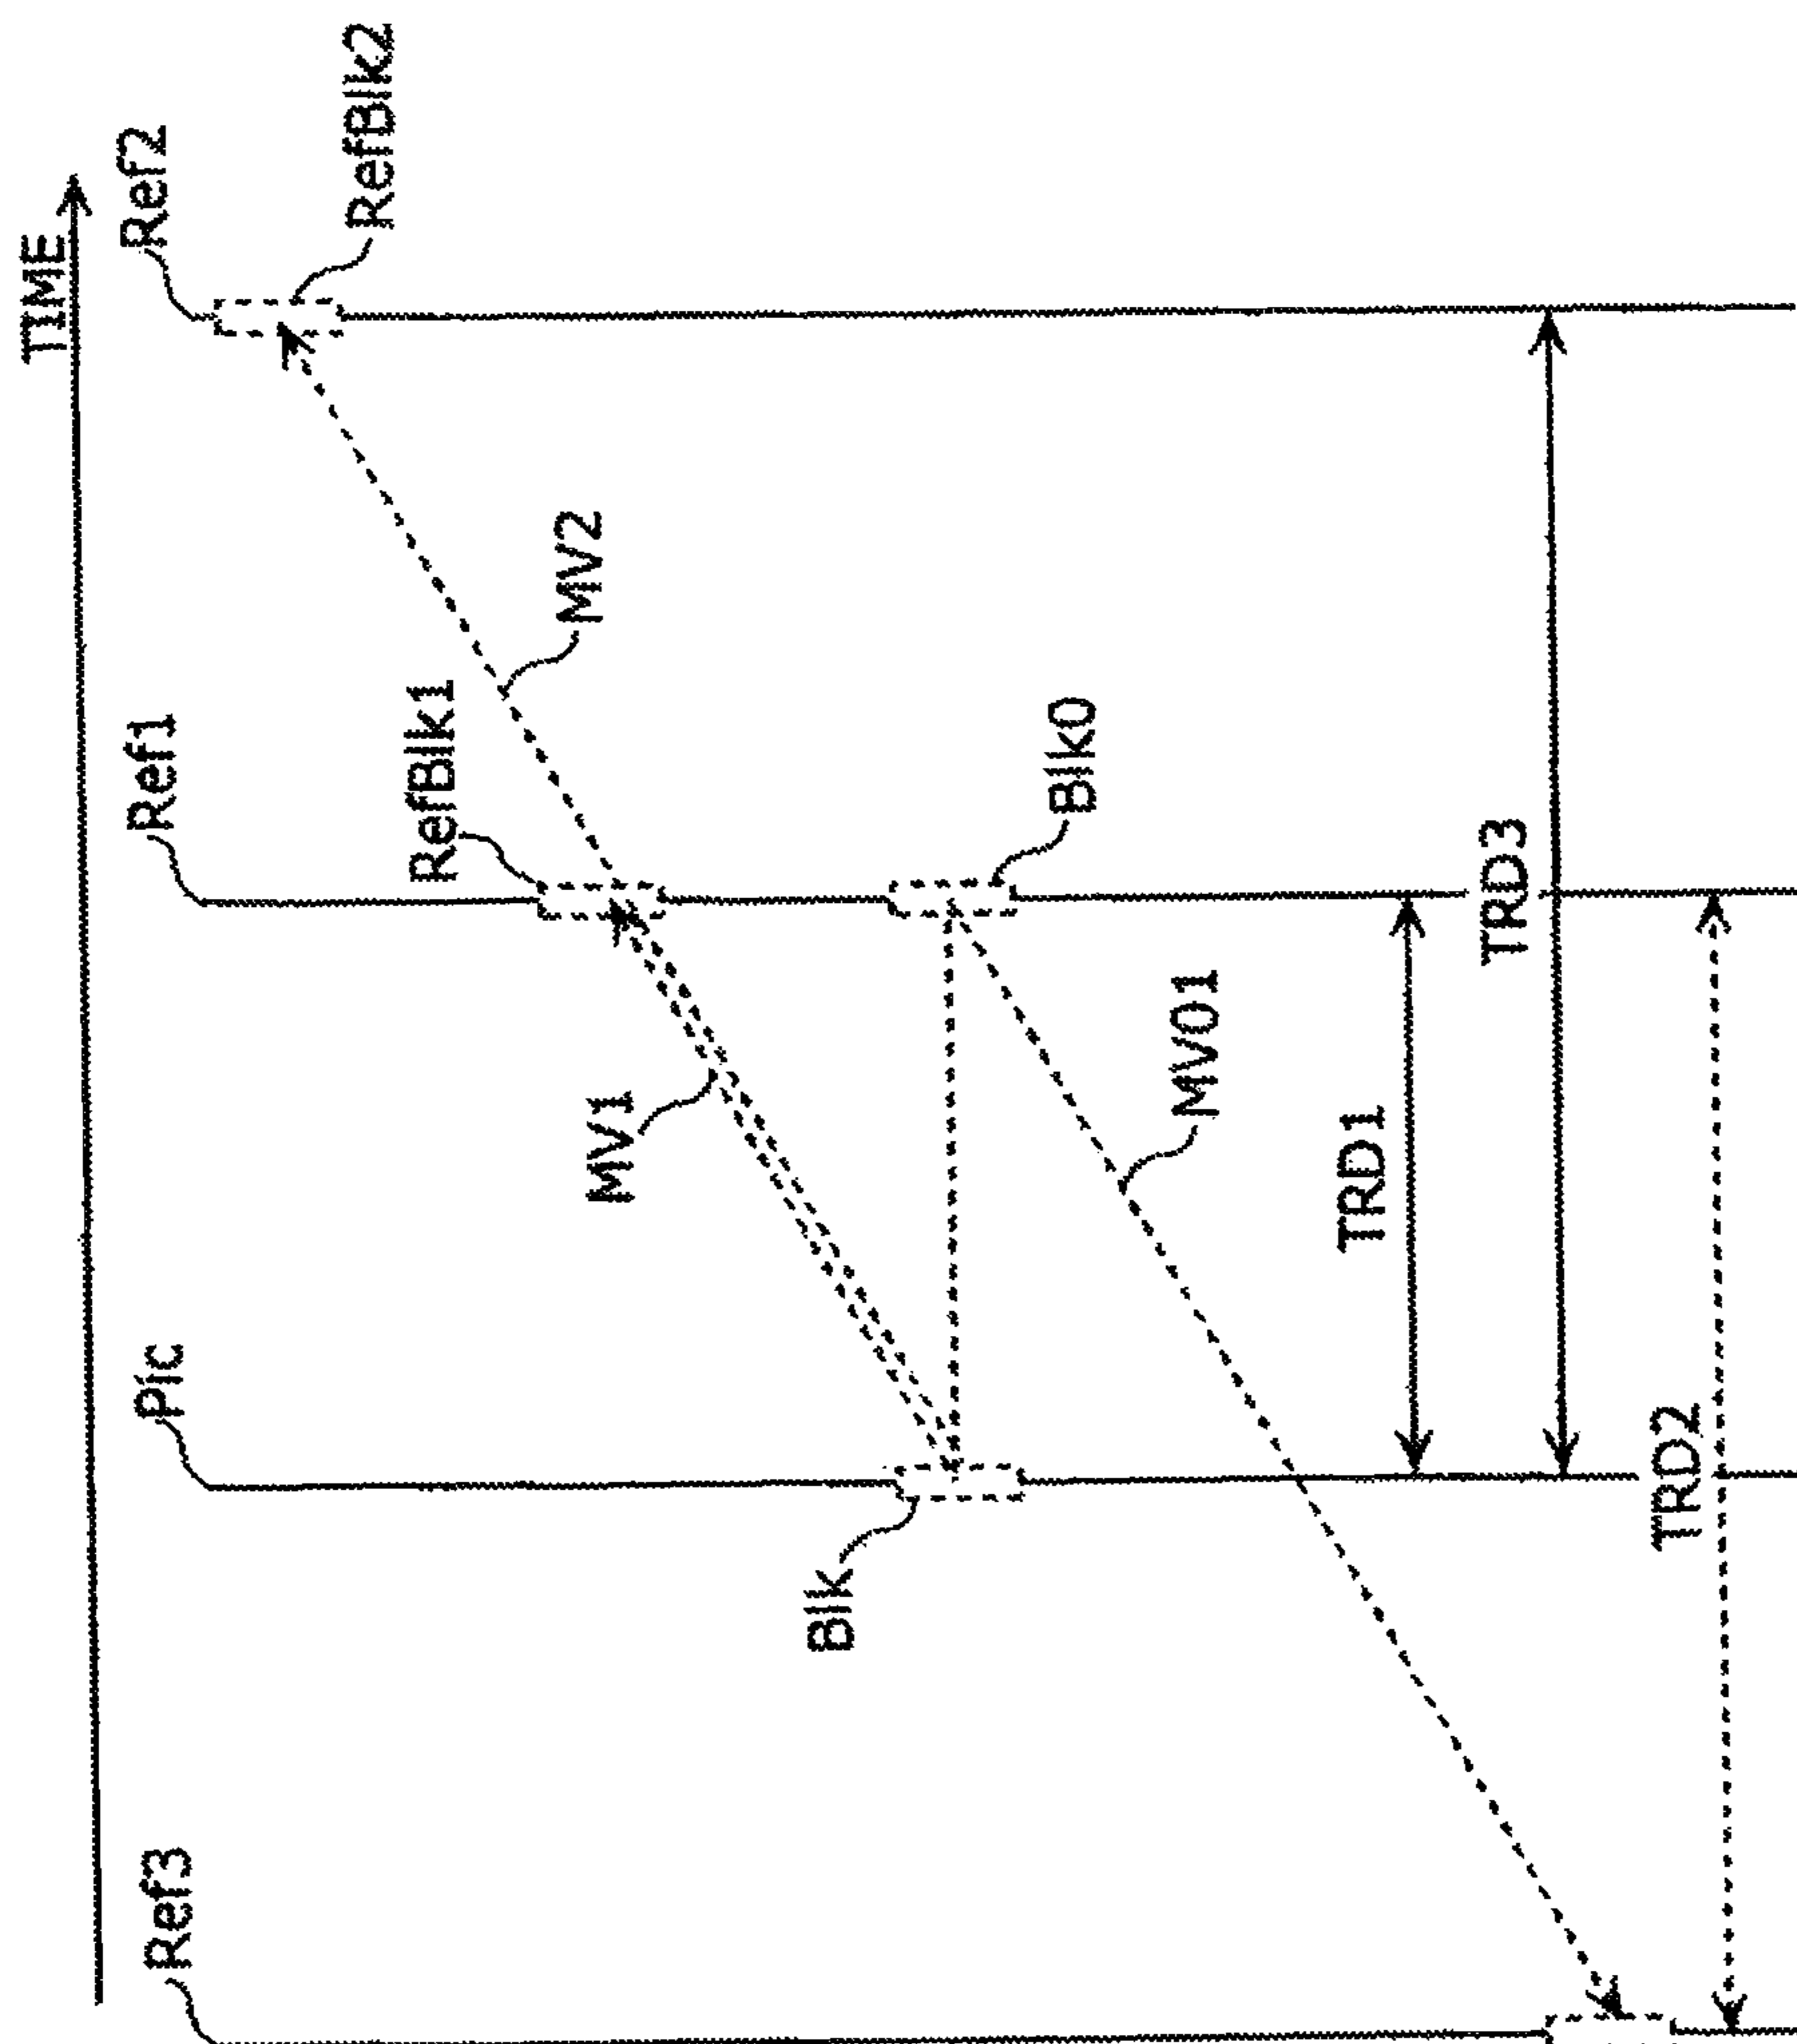 TIME
Ref3
Pic
Ref1
Ref2
RefBlk2
RefBlk1
MV2
MV1
Blk
Blk0
MV01
TRD1
TRD3
TRD2